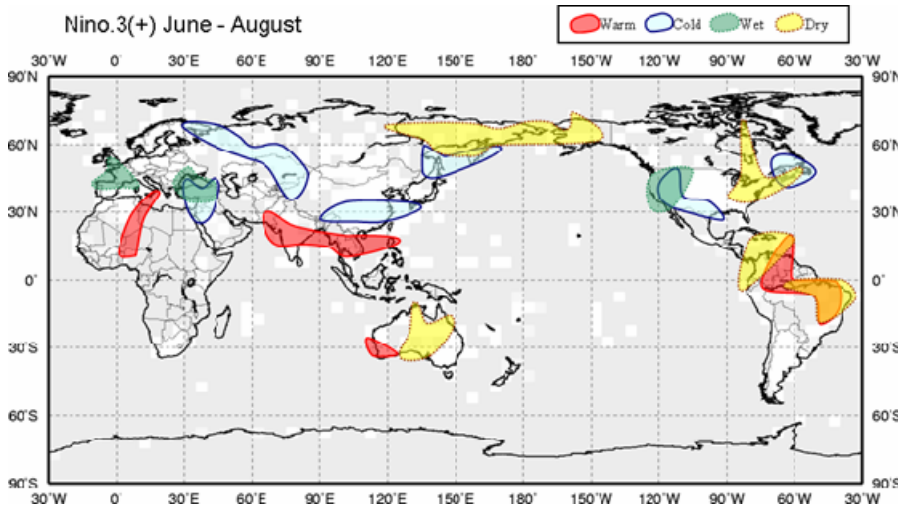 Nino.3(+) June - August
Warm Cold Wet Dry
30°W 0° 30°E 60°E 90°E 120°E 150°E 180° 150°W 120°W 90°W 60°W 30°W
90°N 90°N
60°N 60°N
30°N 30°N
0° 0°
30°S 30°S
60°S 60°S
90°S 90°S
30°W 0° 30°E 60°E 90°E 120°E 150°E 180° 150°W 120°W 90°W 60°W 30°W